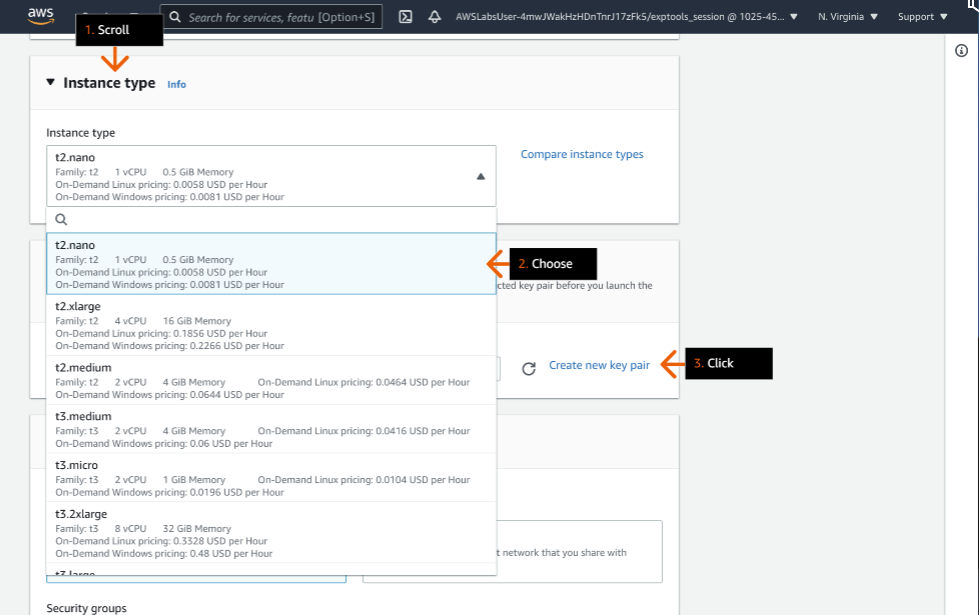 aws
Search for services, featu [Option+S]
AWSLabsUser-4mwJWakHzHDnTnrJ17zFk5/exptools_session @ 1025-45...
N. Virginia
Support
1. Scroll
Instance type
Info
Instance type
t2.nano
Family: t2 1 vCPU 0.5 GiB Memory
On-Demand Linux pricing: 0.0058 USD per Hour
On-Demand Windows pricing: 0.0081 USD per Hour
Compare instance types
t2.nano
Family: t2 1 vCPU 0.5 GiB Memory
On-Demand Linux pricing: 0.0058 USD per Hour
On-Demand Windows pricing: 0.0081 USD per Hour
2. Choose
cted key pair before you launch the
t2.xlarge
Family: t2 4 vCPU 16 GiB Memory
On-Demand Linux pricing: 0.1856 USD per Hour
On-Demand Windows pricing: 0.2266 USD per Hour
t2.medium
Family: t2 2 vCPU 4 GiB Memory On-Demand Linux pricing: 0.0464 USD per Hour
On-Demand Windows pricing: 0.0644 USD per Hour
Create new key pair
3. Click
t3.medium
Family: t3 2 vCPU 4 GiB Memory On-Demand Linux pricing: 0.0416 USD per Hour
On-Demand Windows pricing: 0.06 USD per Hour
t3.micro
Family: t3 2 vCPU 1 GiB Memory On-Demand Linux pricing: 0.0104 USD per Hour
On-Demand Windows pricing: 0.0196 USD per Hour
t3.2xlarge
Family: t3 8 vCPU 32 GiB Memory
On-Demand Linux pricing: 0.3328 USD per Hour
On-Demand Windows pricing: 0.48 USD per Hour
t network that you share with
t3.large
Security groups